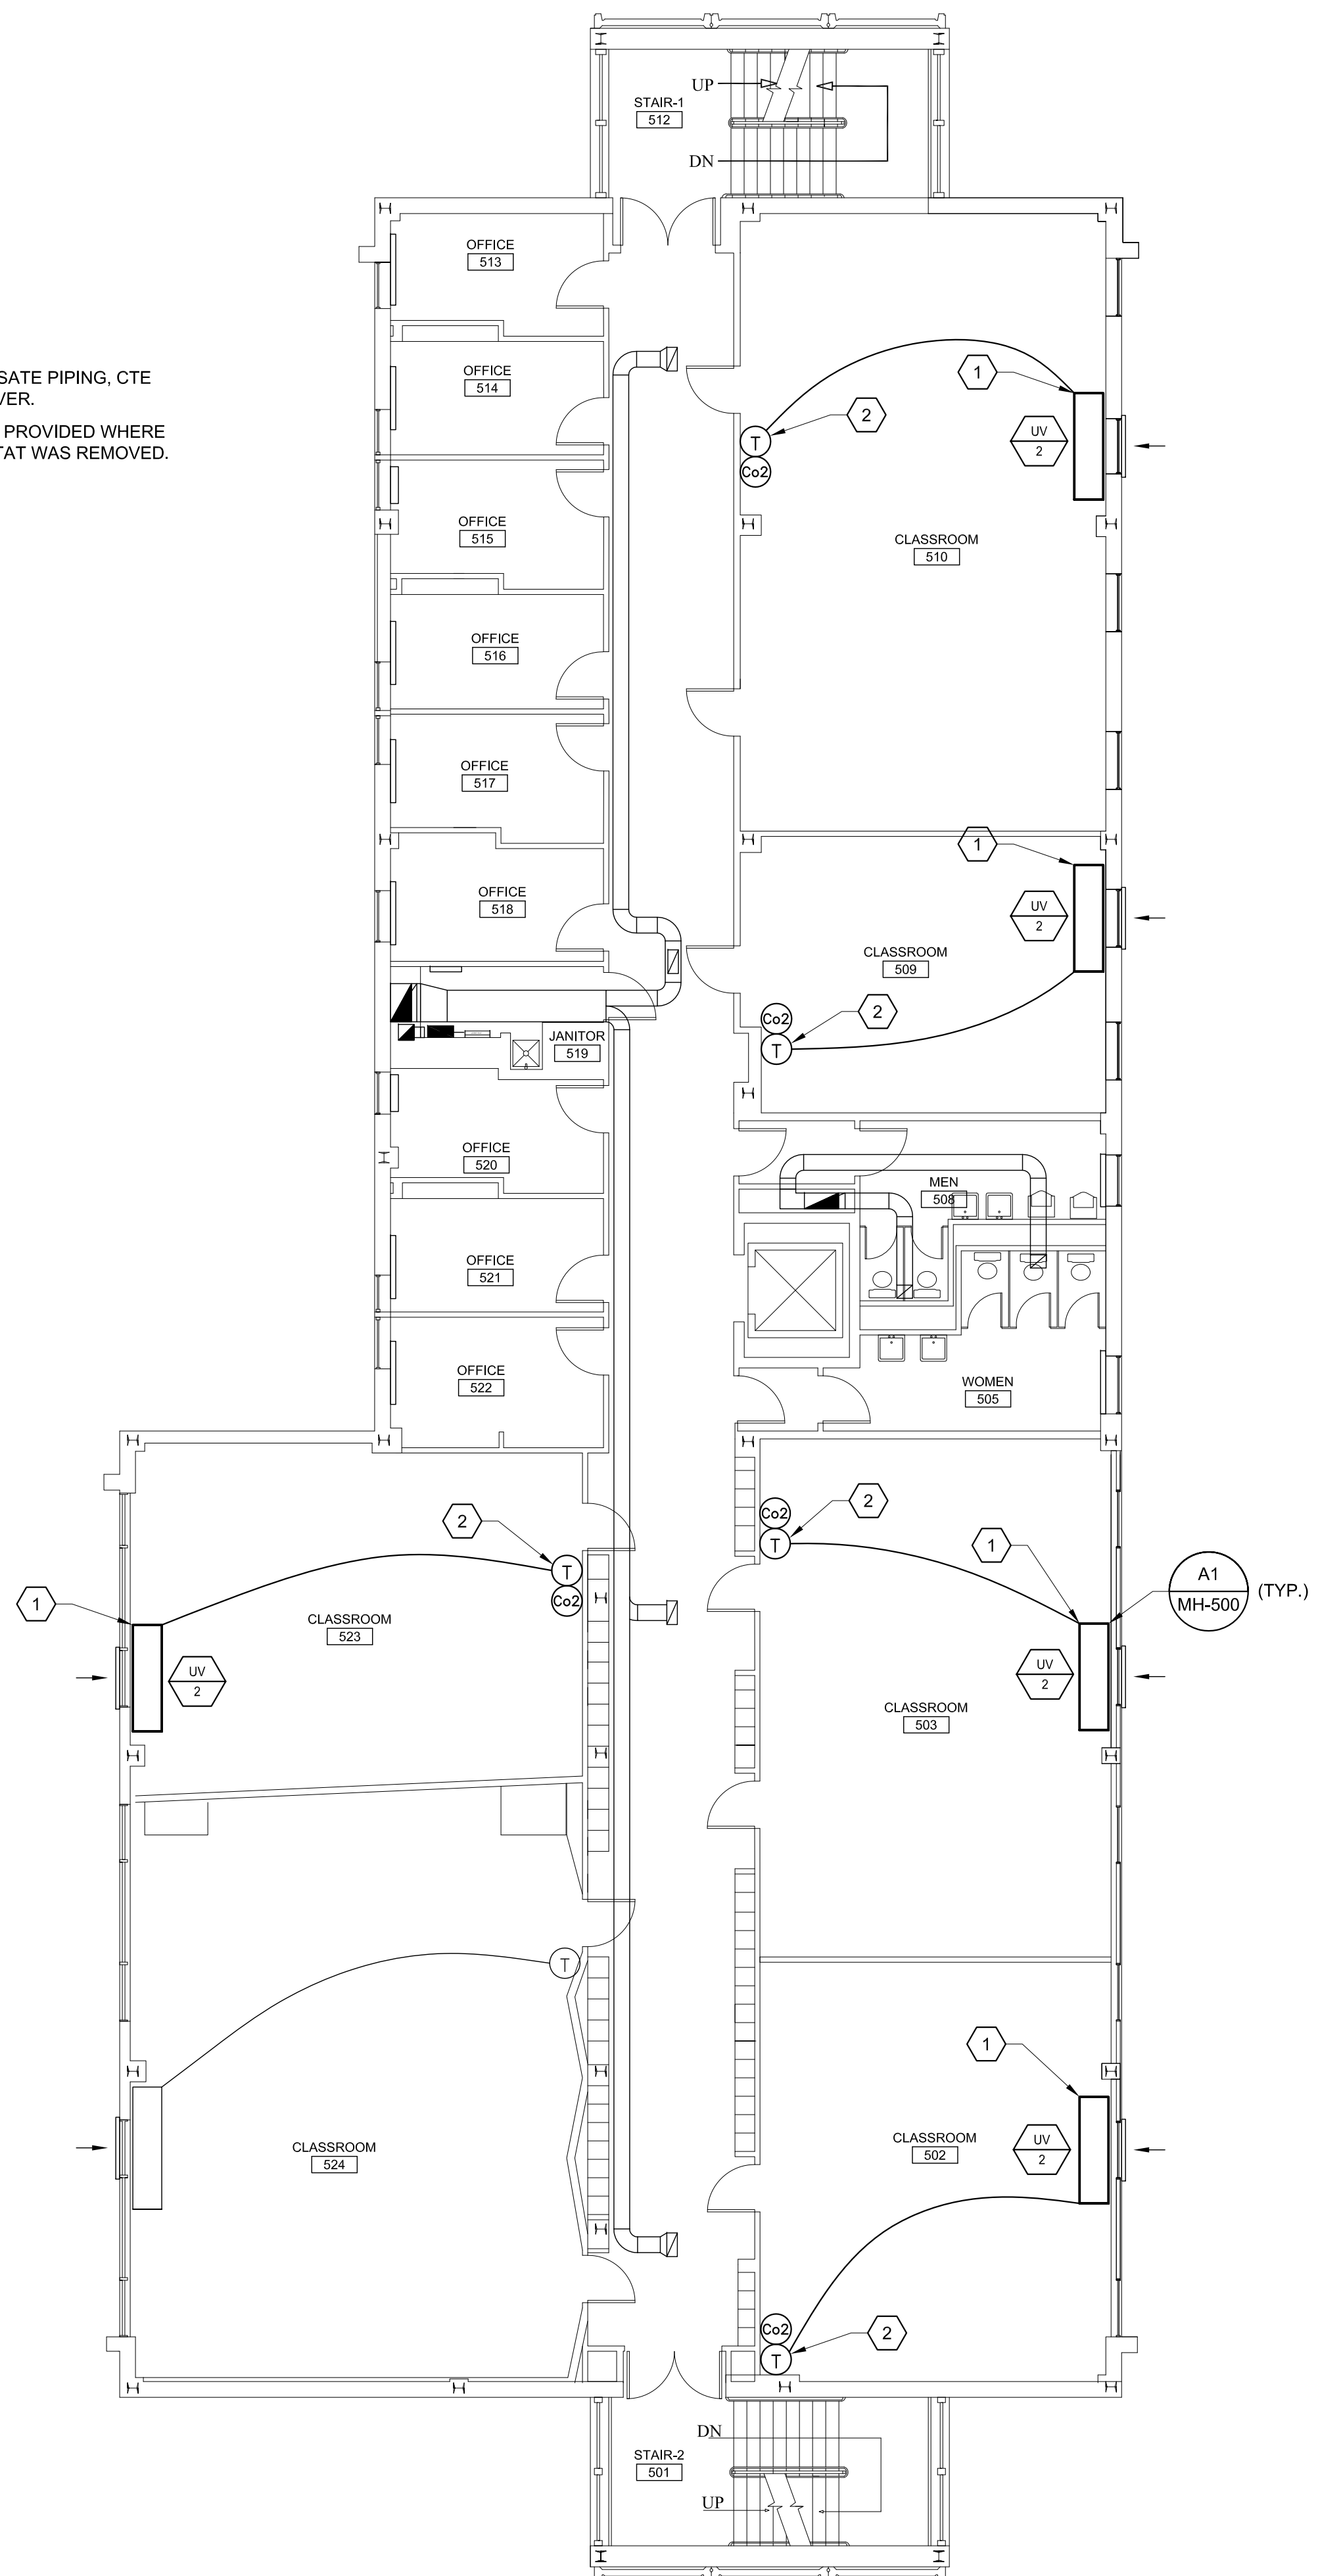 UP
STAIR-1
512
DN
OFFICE
513
SATE PIPING, CTE
VER.
PROVIDED WHERE
TAT WAS REMOVED.
OFFICE
514
1
2
T
Co2
UV
2
OFFICE
515
CLASSROOM
510
OFFICE
516
OFFICE
517
1
OFFICE
518
UV
2
CLASSROOM
509
Co2
2
T
JANITOR
519
OFFICE
520
MEN
508
OFFICE
521
OFFICE
522
WOMEN
505
2
T
Co2
1
CLASSROOM
523
UV
2
Co2
2
T
1
A1
MH-500
(TYP.)
UV
2
CLASSROOM
503
T
1
CLASSROOM
524
CLASSROOM
502
UV
2
Co2
2
T
DN
STAIR-2
501
UP